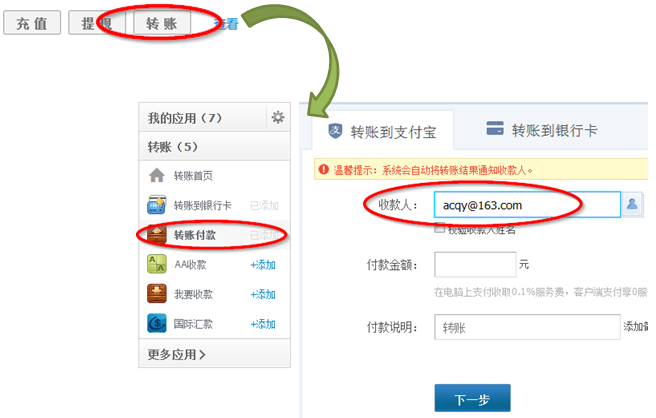 充 值
提 现
转 账
查看
我的应用（7）
转账（5）
转账首页
转账到银行卡 已添加
转账付款 已添加
AA收款 +添加
我要收款 +添加
国际汇款 +添加
更多应用
转账到支付宝
转账到银行卡
温馨提示：系统会自动将转账结果通知收款人。
收款人： acqy@163.com
校验收款人姓名
付款金额： 元
在电脑上支付收取0.1%服务费，客户端支付享0服
付款说明： 转账 添加备
下一步